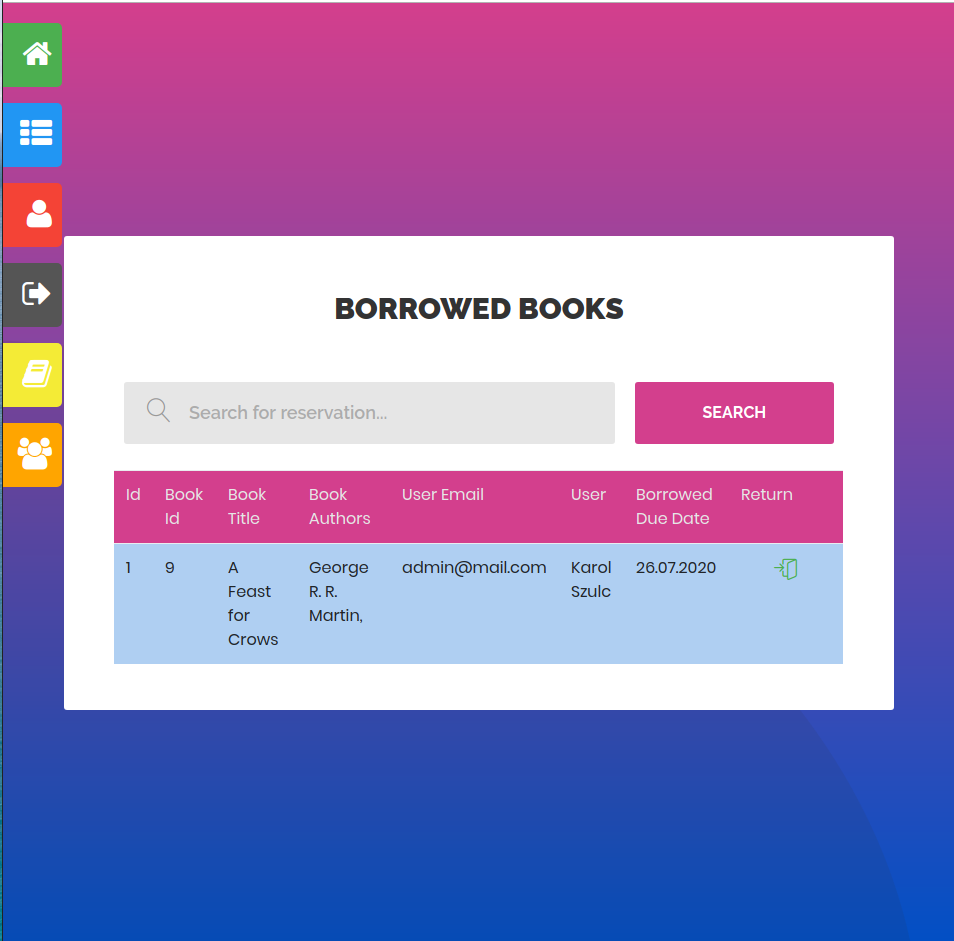 BORROWED BOOKS
Search for reservation...
SEARCH
Id
Book
Id
Book
Title
Book
Authors
User Email
User
Borrowed
Due Date
Return
1
9
A
Feast
for
Crows
George
R. R.
Martin,
admin@mail.com
Karol
Szulc
26.07.2020